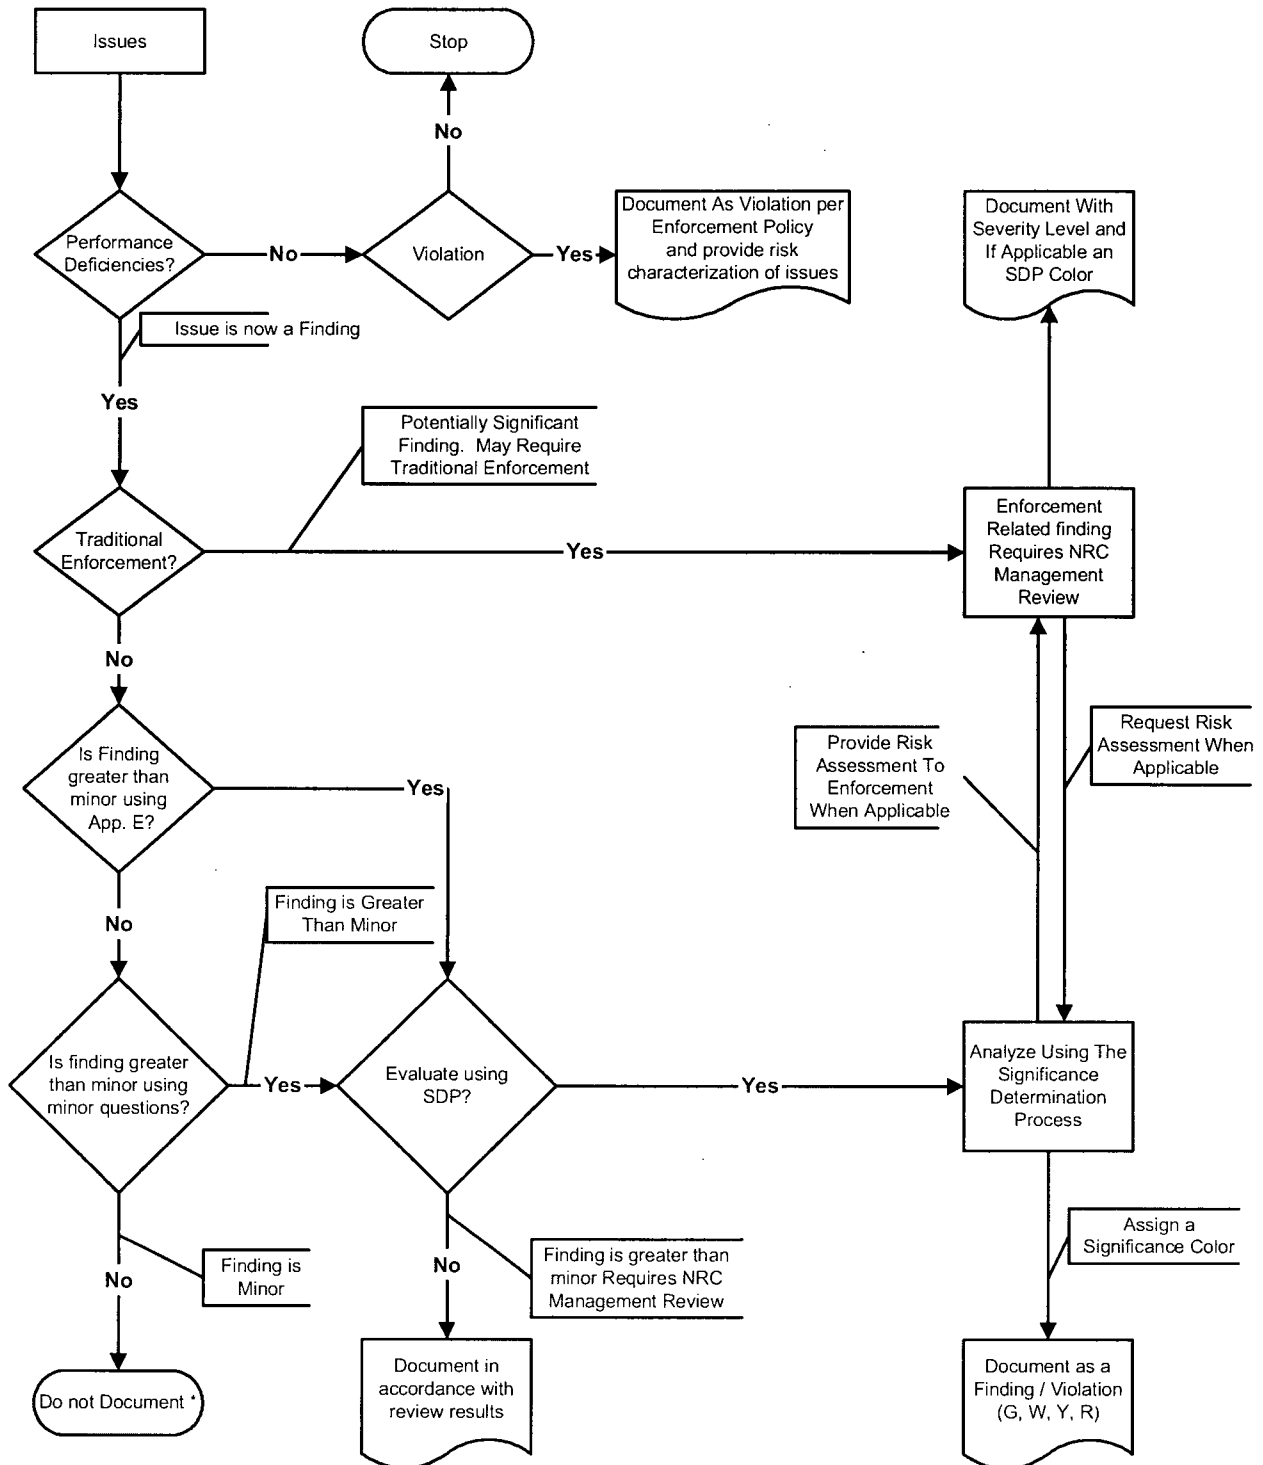 Issues
Stop
No
Performance
Deficiencies?
No
Violation
Yes
Document As Violation per
Enforcement Policy
and provide risk
characterization of issues
Document With
Severity Level and
If Applicable an
SDP Color
Issue is now a Finding
Yes
Potentially Significant
Finding. May Require
Traditional Enforcement
Traditional
Enforcement?
Yes
Enforcement
Related finding
Requires NRC
Management
Review
No
Is Finding
greater than
minor using
App. E?
Yes
Provide Risk
Assessment To
Enforcement
When Applicable
Request Risk
Assessment When
Applicable
No
Finding is Greater
Than Minor
Is finding greater
than minor using
minor questions?
Yes
Evaluate using
SDP?
Yes
Analyze Using The
Significance
Determination
Process
Finding is
Minor
No
No
Finding is greater than
minor Requires NRC
Management Review
Assign a
Significance Color
Do not Document *
Document in
accordance with
review results
Document as a
Finding / Violation
(G, W, Y, R)